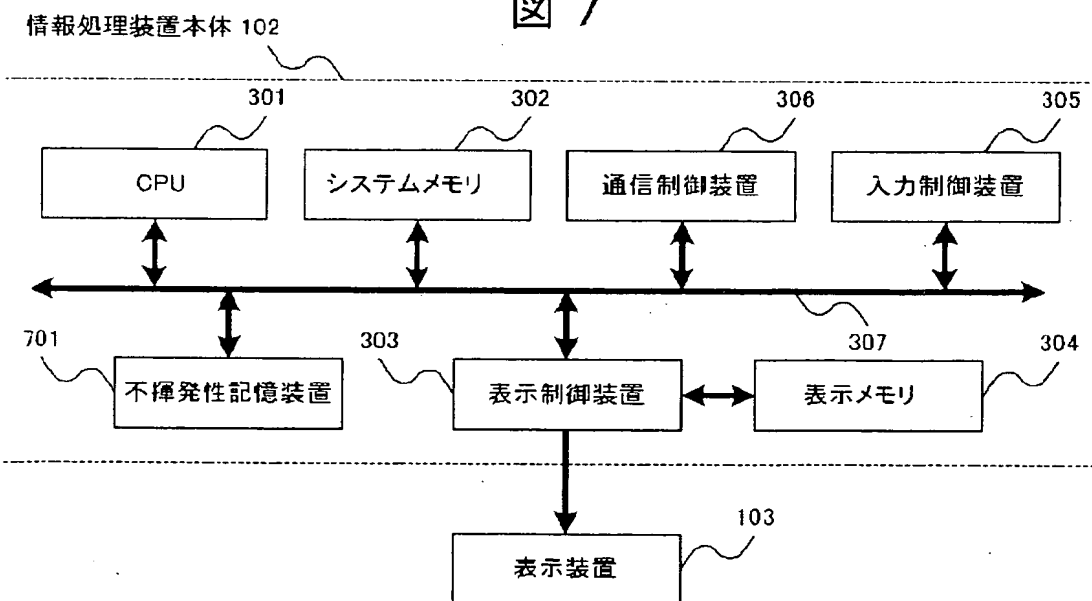 図 7
情報処理装置本体 102
301
302
306
305
CPU
システムメモリ
通信制御装置
入力制御装置
701
303
307
304
不揮発性記憶装置
表示制御装置
表示メモリ
103
表示装置